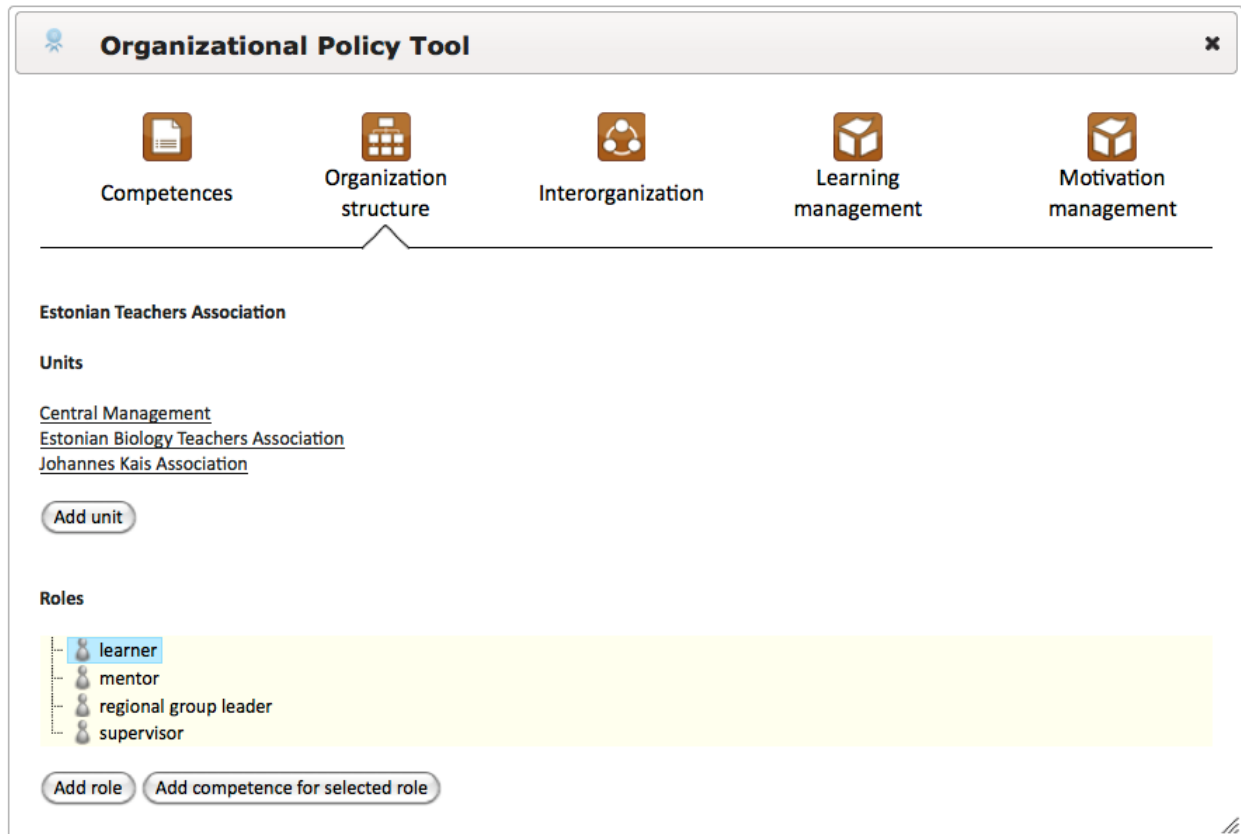 Organizational Policy Tool
Competences
Organization
structure
Interorganization
Learning
management
Motivation
management
Estonian Teachers Association
Units
Central Management
Estonian Biology Teachers Association
Johannes Kais Association
Add unit
Roles
learner
mentor
regional group leader
supervisor
Add role Add competence for selected role